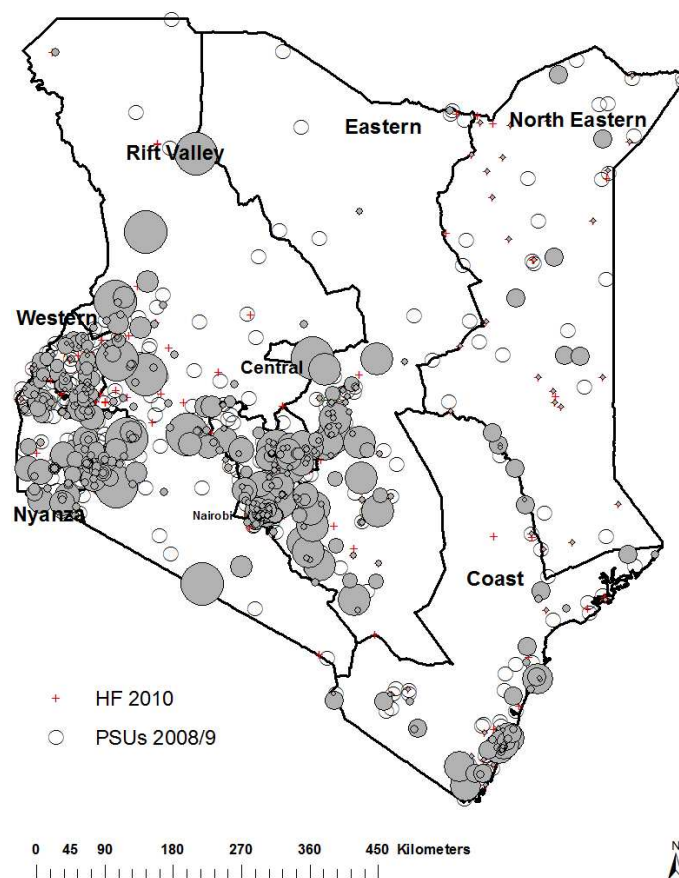 Eastern
North Eastern
Rift Valley
Western
Central
Nyanza
Nairobi
Coast
+ HF 2010
PSUs 2008/9
0 45 90 180 270 360 450 Kilometers
N